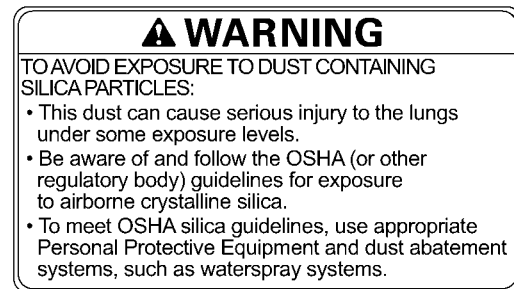 ⚠ WARNING
TO AVOID EXPOSURE TO DUST CONTAINING
SILICA PARTICLES:
• This dust can cause serious injury to the lungs
under some exposure levels.
• Be aware of and follow the OSHA (or other
regulatory body) guidelines for exposure
to airborne crystalline silica.
• To meet OSHA silica guidelines, use appropriate
Personal Protective Equipment and dust abatement
systems, such as waterspray systems.